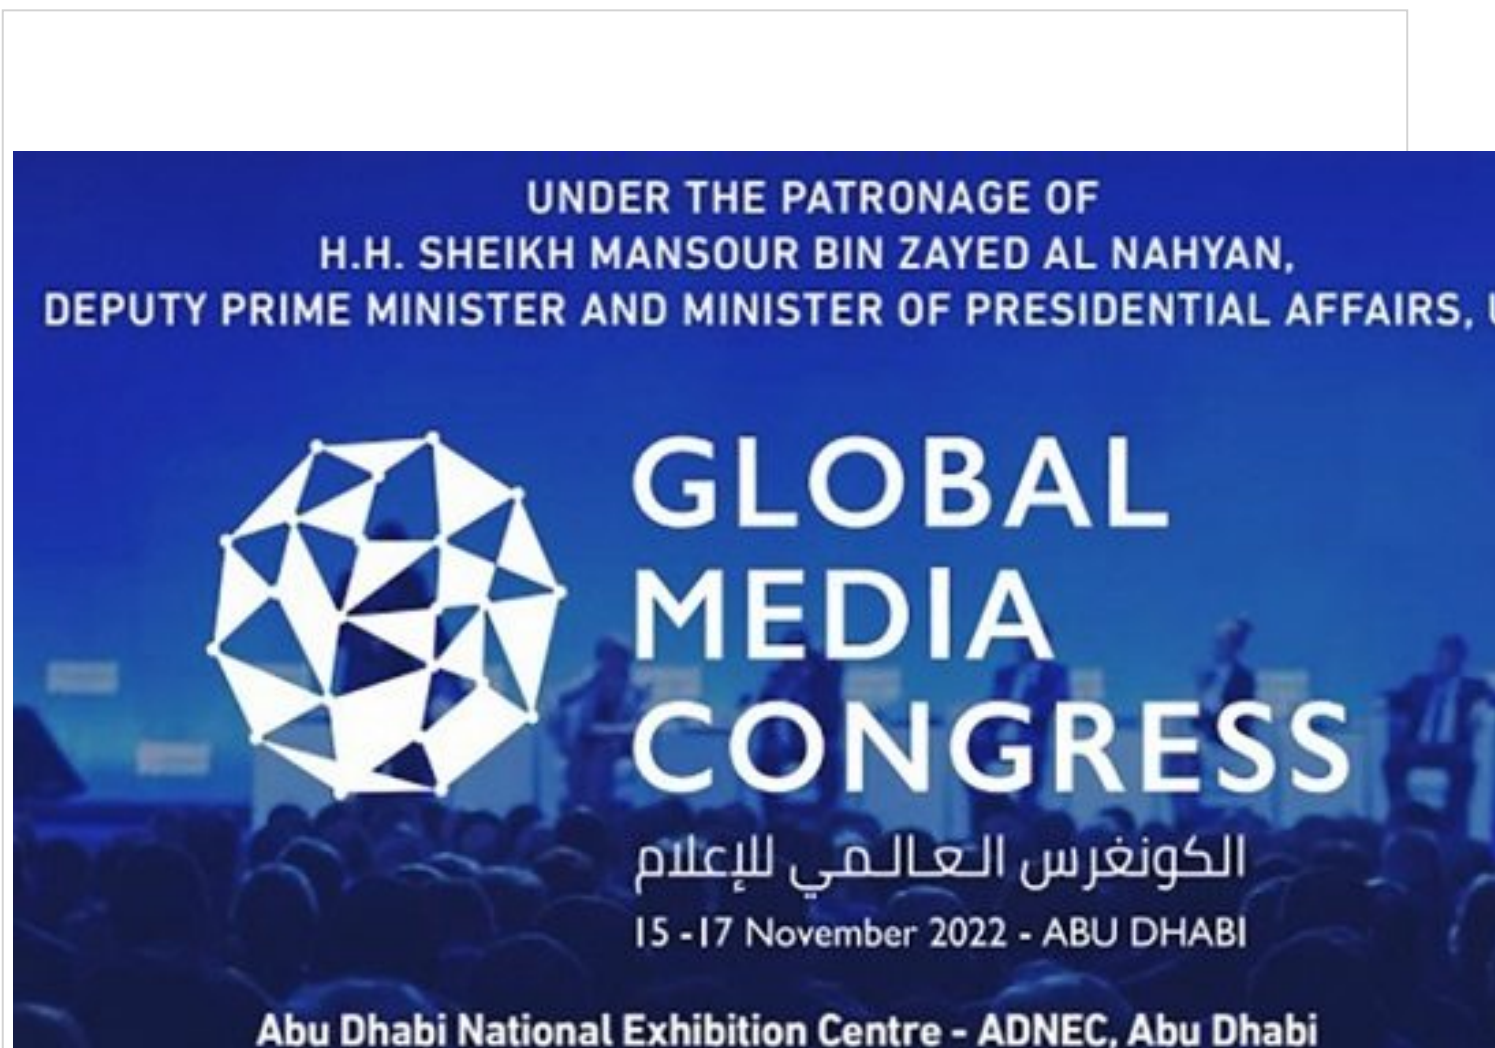 UNDER THE PATRONAGE OF
H.H. SHEIKH MANSOUR BIN ZAYED AL NAHYAN,
DEPUTY PRIME MINISTER AND MINISTER OF PRESIDENTIAL AFFAIRS,
GLOBAL
MEDIA
CONGRESS
الكونغرس العالمي للإعلام
15 -17 November 2022 - ABU DHABI
Abu Dhabi National Exhibition Centre - ADNEC, Abu Dhabi